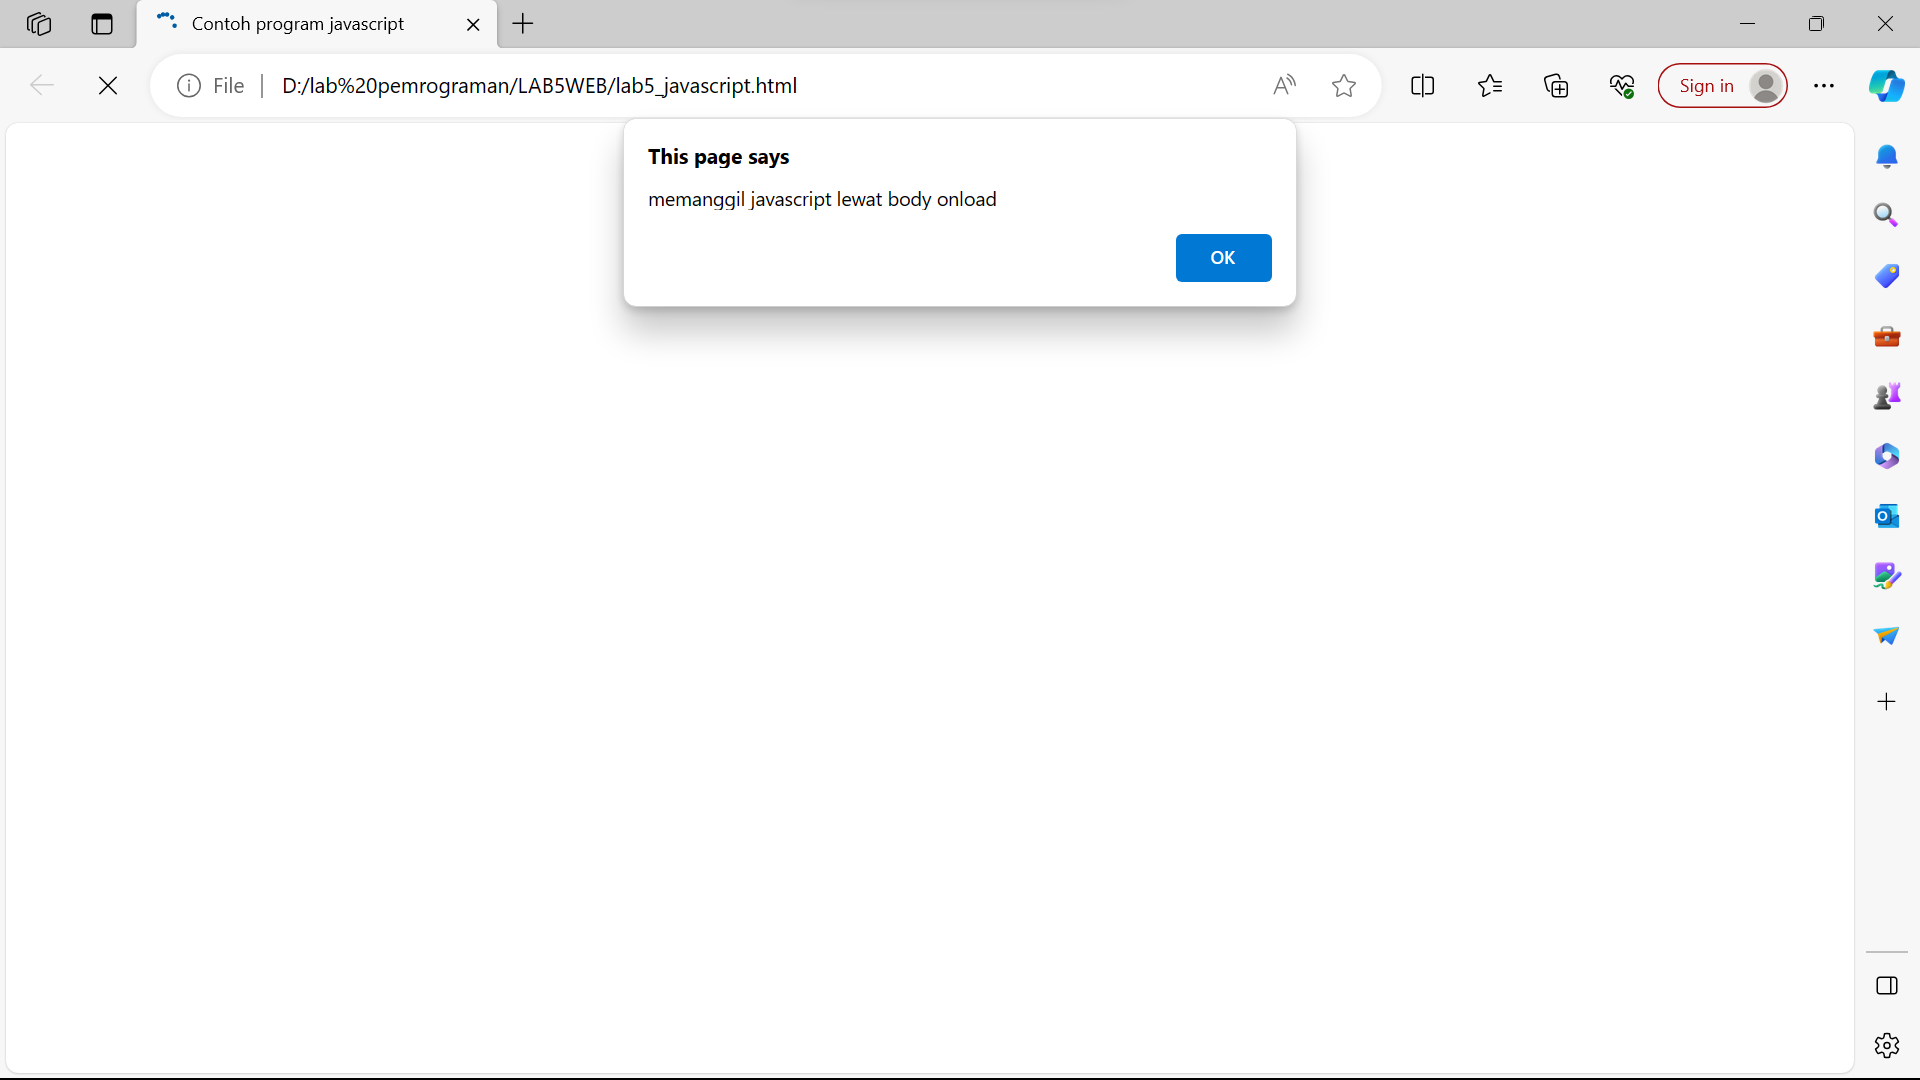 Contoh program javascript
File
D:/lab%20pemrograman/LAB5WEB/lab5_javascript.html
Sign in
This page says
memanggil javascript lewat body onload
OK